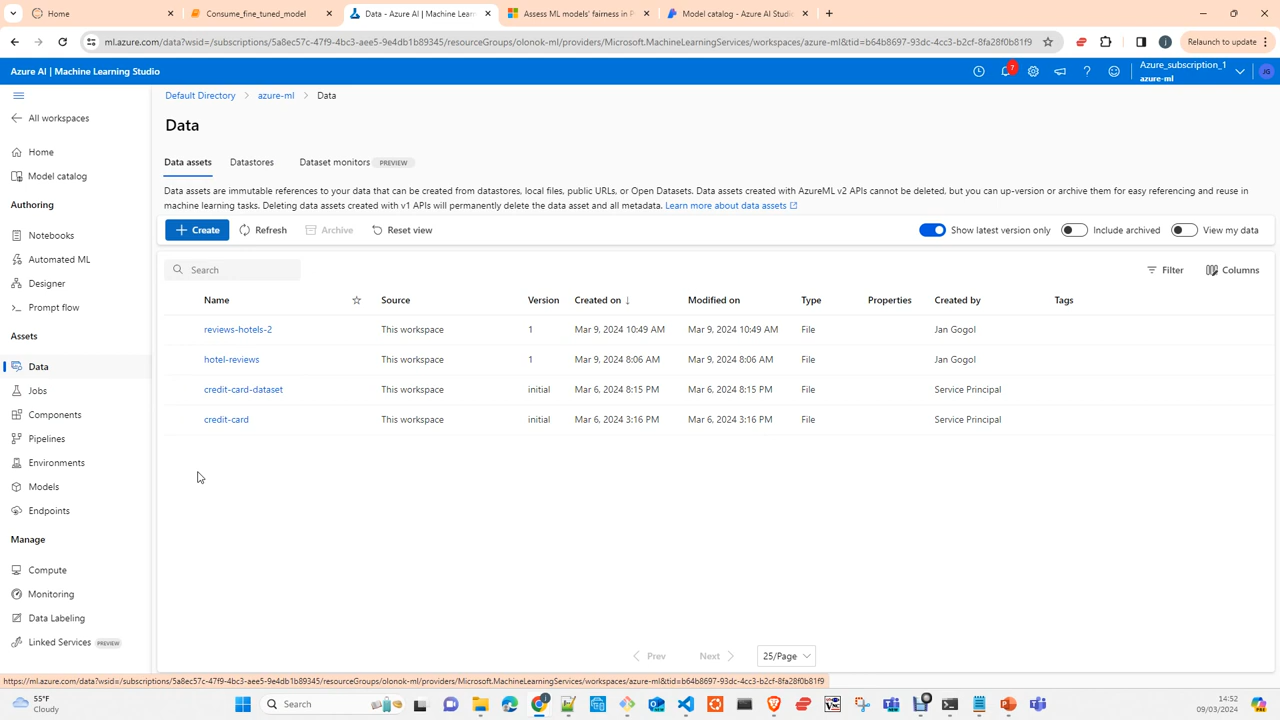 Home
Consume_fine_tuned_model
Data - Azure AI | Machine Learn
Assess ML models' fairness in P
Model catalog - Azure AI Studio
ml.azure.com/data?wsid=/subscriptions/5a8ec57c-47f9-4bc3-aee5-9e4db1b89345/resourceGroups/olonok-ml/providers/Microsoft.MachineLearningServices/workspaces/azure-ml&tid=b64b8697-93dc-4cc3-b2cf-8fa28f0b81f9
Relaunch to update
Azure AI | Machine Learning Studio
7
Azure_subscription_1
azure-ml
JG
All workspaces
Home
Model catalog
Authoring
Notebooks
Automated ML
Designer
Prompt flow
Assets
Data
Jobs
Components
Pipelines
Environments
Models
Endpoints
Manage
Compute
Monitoring
Data Labeling
Linked Services PREVIEW
Default Directory > azure-ml > Data
Data
Data assets Datastores Dataset monitors PREVIEW
Data assets are immutable references to your data that can be created from datastores, local files, public URLs, or Open Datasets. Data assets created with AzureML v2 APIs cannot be deleted, but you can up-version or archive them for easy referencing and reuse in
machine learning tasks. Deleting data assets created with v1 APIs will permanently delete the data asset and all metadata. Learn more about data assets
Create Refresh Archive Reset view Show latest version only Include archived View my data
Search Filter Columns
Name Source Version Created on ↓ Modified on Type Properties Created by Tags
reviews-hotels-2 This workspace 1 Mar 9, 2024 10:49 AM Mar 9, 2024 10:49 AM File Jan Gogol
hotel-reviews This workspace 1 Mar 9, 2024 8:06 AM Mar 9, 2024 8:06 AM File Jan Gogol
credit-card-dataset This workspace initial Mar 6, 2024 8:15 PM Mar 6, 2024 8:15 PM File Service Principal
credit-card This workspace initial Mar 6, 2024 3:16 PM Mar 6, 2024 3:16 PM File Service Principal
Prev Next 25/Page
https://ml.azure.com/data?wsid=/subscriptions/5a8ec57c-47f9-4bc3-aee5-9e4db1b89345/resourceGroups/olonok-ml/providers/Microsoft.MachineLearningServices/workspaces/azure-ml&tid=b64b8697-93dc-4cc3-b2cf-8fa28f0b81f9
55°F
Cloudy
Search
14:52
09/03/2024